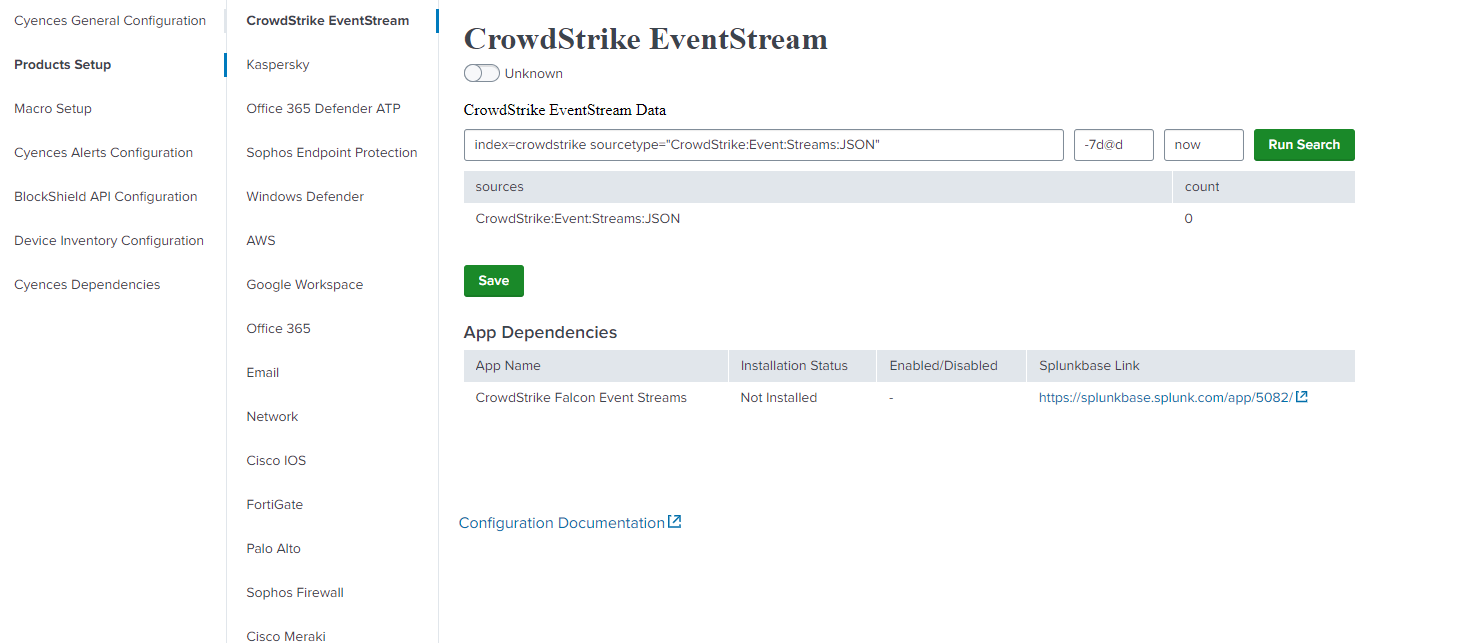 Cyences General Configuration
Products Setup
Macro Setup
Cyences Alerts Configuration
BlockShield API Configuration
Device Inventory Configuration
Cyences Dependencies
CrowdStrike EventStream
Kaspersky
Office 365 Defender ATP
Sophos Endpoint Protection
Windows Defender
AWS
Google Workspace
Office 365
Email
Network
Cisco IOS
FortiGate
Palo Alto
Sophos Firewall
Cisco Meraki
CrowdStrike EventStream
Unknown
CrowdStrike EventStream Data
index=crowdstrike sourcetype="CrowdStrike:Event:Streams:JSON" -7d@d now Run Search
sources count
CrowdStrike:Event:Streams:JSON 0
Save
App Dependencies
App Name Installation Status Enabled/Disabled Splunkbase Link
CrowdStrike Falcon Event Streams Not Installed - https://splunkbase.splunk.com/app/5082/
Configuration Documentation